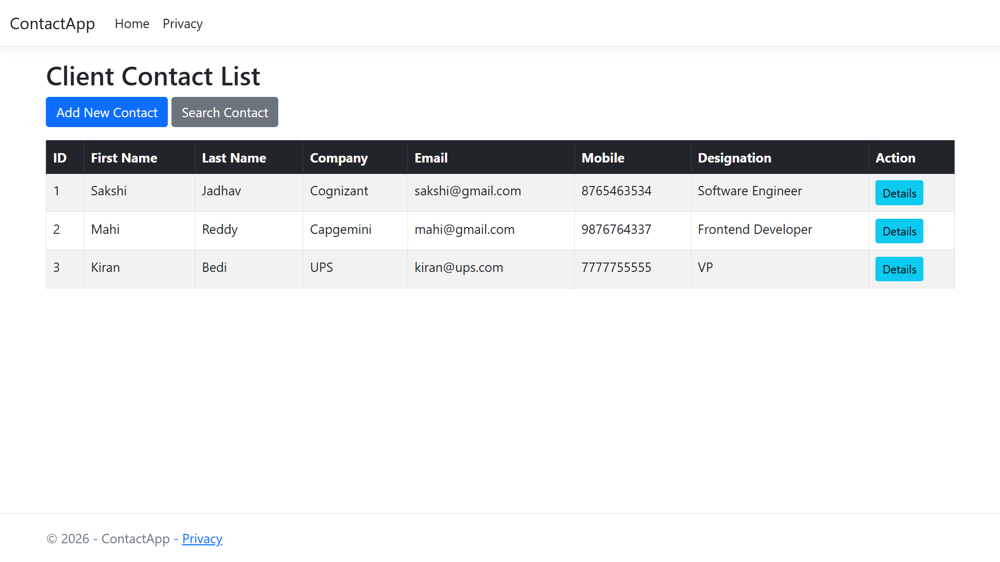 ContactApp Home Privacy
Client Contact List
Add New Contact Search Contact
ID First Name Last Name Company Email Mobile Designation Action
1 Sakshi Jadhav Cognizant sakshi@gmail.com 8765463534 Software Engineer Details
2 Mahi Reddy Capgemini mahi@gmail.com 9876764337 Frontend Developer Details
3 Kiran Bedi UPS kiran@ups.com 7777755555 VP Details
© 2026 - ContactApp - Privacy